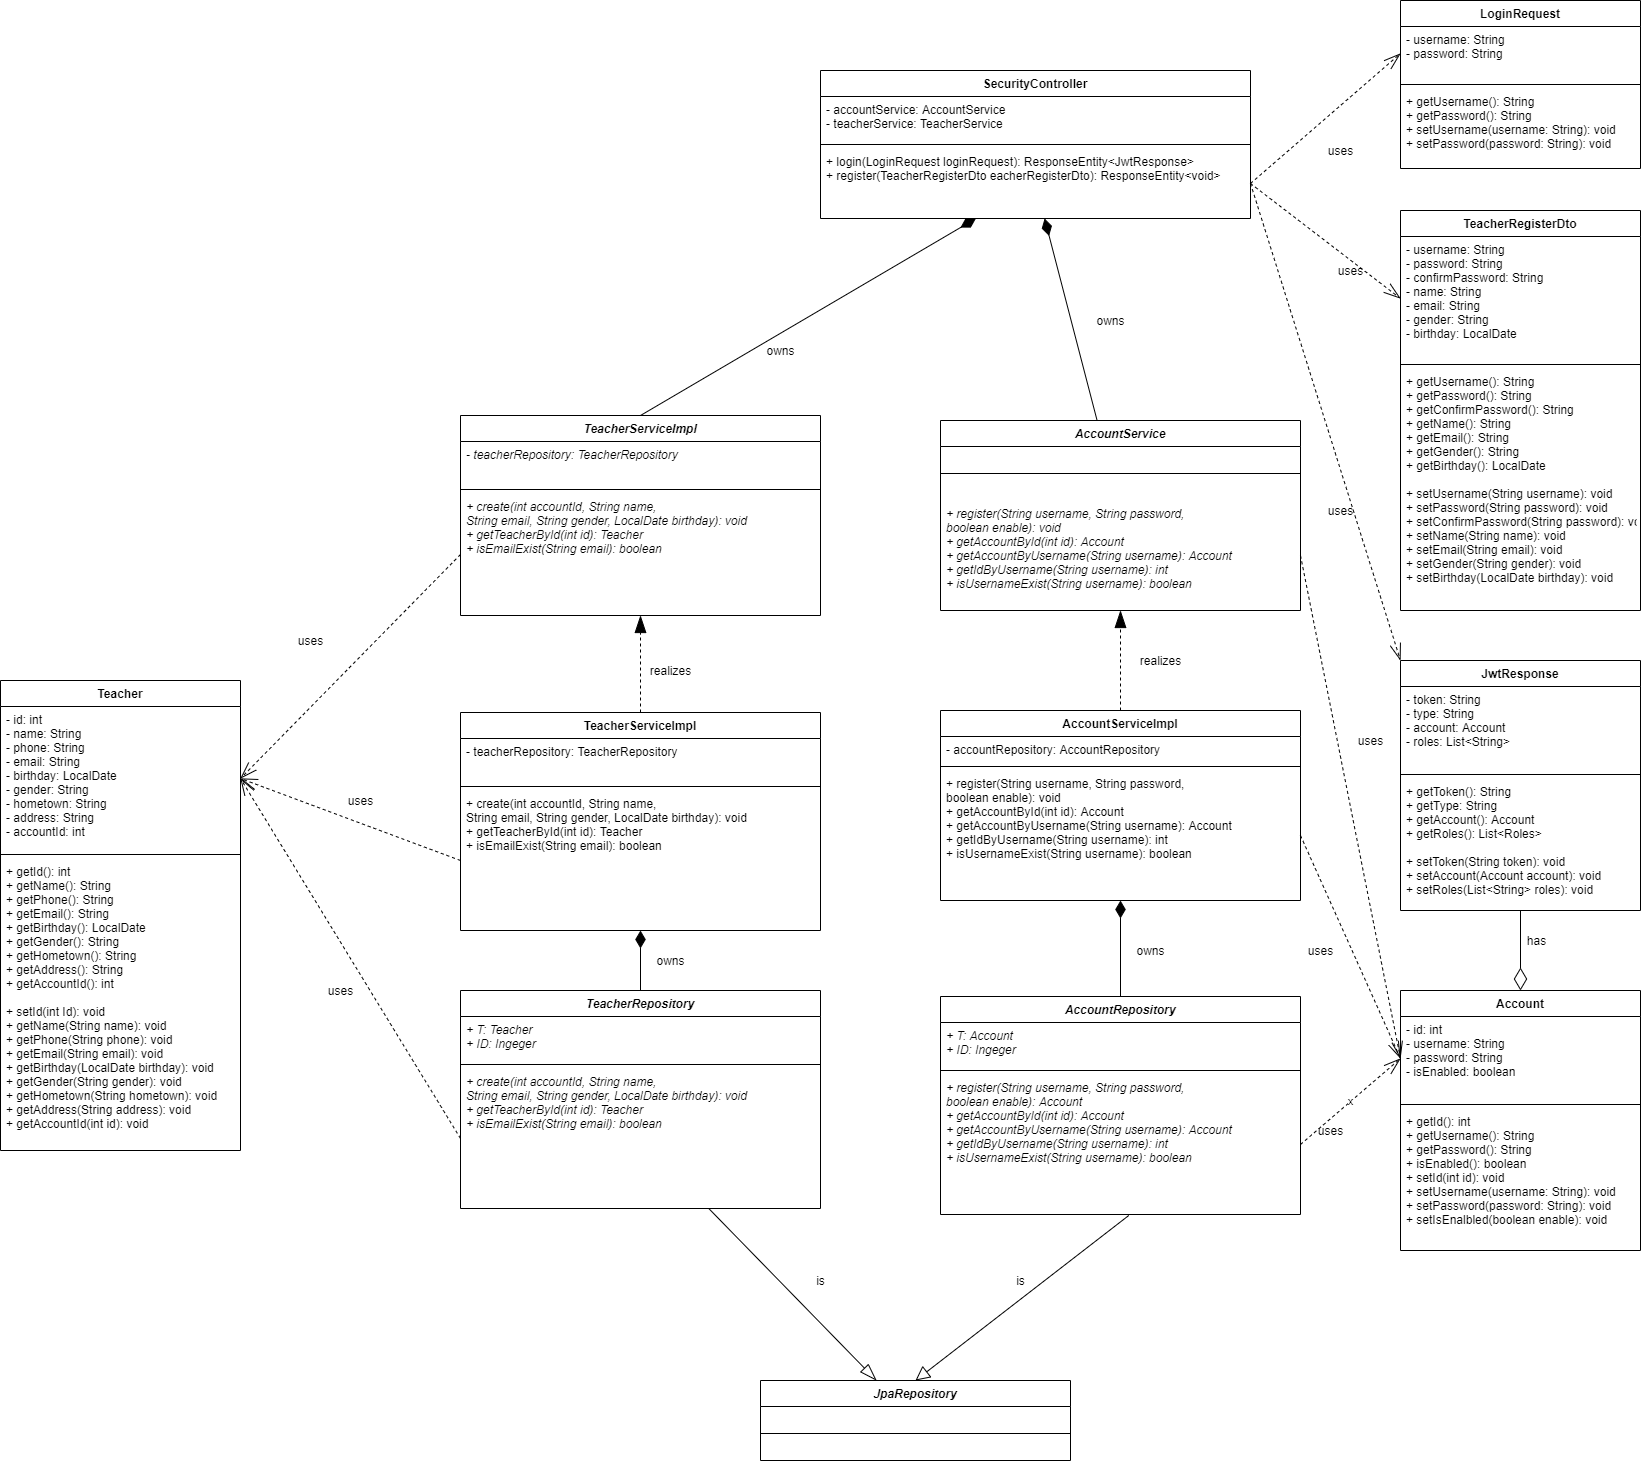 LoginRequest
- username: String
- password: String
+ getUsername(): String
+ getPassword(): String
+ setUsername(username: String): void
+ setPassword(password: String): void
SecurityController
- accountService: AccountService
- teacherService: TeacherService
+ login(LoginRequest loginRequest): ResponseEntity<JwtResponse>
+ register(TeacherRegisterDto eacherRegisterDto): ResponseEntity<void>
uses
TeacherRegisterDto
- username: String
- password: String
- confirmPassword: String
- name: String
- email: String
- gender: String
- birthday: LocalDate
+ getUsername(): String
+ getPassword(): String
+ getConfirmPassword(): String
+ getName(): String
+ getEmail(): String
+ getGender(): String
+ getBirthday(): LocalDate
+ setUsername(String username): void
+ setPassword(String password): void
+ setConfirmPassword(String password): v
+ setName(String name): void
+ setEmail(String email): void
+ setGender(String gender): void
+ setBirthday(LocalDate birthday): void
uses
owns
owns
uses
TeacherServiceImpl
- teacherRepository: TeacherRepository
+ create(int accountId, String name,
String email, String gender, LocalDate birthday): void
+ getTeacherById(int id): Teacher
+ isEmailExist(String email): boolean
AccountService
+ register(String username, String password,
boolean enable): void
+ getAccountById(int id): Account
+ getAccountByUsername(String username): Account
+ getIdByUsername(String username): int
+ isUsernameExist(String username): boolean
uses
realizes
realizes
uses
JwtResponse
- token: String
- type: String
- account: Account
- roles: List<String>
+ getToken(): String
+ getType(): String
+ getAccount(): Account
+ getRoles(): List<Roles>
+ setToken(String token): void
+ setAccount(Account account): void
+ setRoles(List<String> roles): void
Teacher
- id: int
- name: String
- phone: String
- email: String
- birthday: LocalDate
- gender: String
- hometown: String
- address: String
- accountId: int
+ getId(): int
+ getName(): String
+ getPhone(): String
+ getEmail(): String
+ getBirthday(): LocalDate
+ getGender(): String
+ getHometown(): String
+ getAddress(): String
+ getAccountId(): int
+ setId(int Id): void
+ getName(String name): void
+ getPhone(String phone): void
+ getEmail(String email): void
+ getBirthday(LocalDate birthday): void
+ getGender(String gender): void
+ getHometown(String hometown): void
+ getAddress(String address): void
+ getAccountId(int id): void
uses
TeacherServiceImpl
- teacherRepository: TeacherRepository
+ create(int accountId, String name,
String email, String gender, LocalDate birthday): void
+ getTeacherById(int id): Teacher
+ isEmailExist(String email): boolean
AccountServiceImpl
- accountRepository: AccountRepository
+ register(String username, String password,
boolean enable): void
+ getAccountById(int id): Account
+ getAccountByUsername(String username): Account
+ getIdByUsername(String username): int
+ isUsernameExist(String username): boolean
owns
owns
uses
has
uses
TeacherRepository
+ T: Teacher
+ ID: Ingeger
+ create(int accountId, String name,
String email, String gender, LocalDate birthday): void
+ getTeacherById(int id): Teacher
+ isEmailExist(String email): boolean
AccountRepository
+ T: Account
+ ID: Ingeger
+ register(String username, String password,
boolean enable): Account
+ getAccountById(int id): Account
+ getAccountByUsername(String username): Account
+ getIdByUsername(String username): int
+ isUsernameExist(String username): boolean
x
uses
Account
- id: int
- username: String
- password: String
- isEnabled: boolean
+ getId(): int
+ getUsername(): String
+ getPassword(): String
+ isEnabled(): boolean
+ setId(int id): void
+ setUsername(username: String): void
+ setPassword(password: String): void
+ setIsEnalbled(boolean enable): void
is
is
JpaRepository